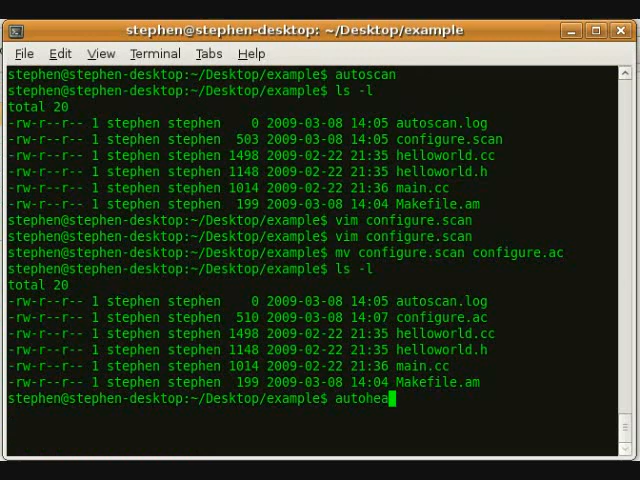 stephen@stephen-desktop: ~/Desktop/example
File Edit View Terminal Tabs Help
stephen@stephen-desktop:~/Desktop/example$ autoscan
stephen@stephen-desktop:~/Desktop/example$ ls -l
total 20
-rw-r--r-- 1 stephen stephen    0 2009-03-08 14:05 autoscan.log
-rw-r--r-- 1 stephen stephen  503 2009-03-08 14:05 configure.scan
-rw-r--r-- 1 stephen stephen 1498 2009-02-22 21:35 helloworld.cc
-rw-r--r-- 1 stephen stephen 1148 2009-02-22 21:35 helloworld.h
-rw-r--r-- 1 stephen stephen 1014 2009-02-22 21:36 main.cc
-rw-r--r-- 1 stephen stephen  199 2009-03-08 14:04 Makefile.am
stephen@stephen-desktop:~/Desktop/example$ vim configure.scan
stephen@stephen-desktop:~/Desktop/example$ vim configure.scan
stephen@stephen-desktop:~/Desktop/example$ mv configure.scan configure.ac
stephen@stephen-desktop:~/Desktop/example$ ls -l
total 20
-rw-r--r-- 1 stephen stephen    0 2009-03-08 14:05 autoscan.log
-rw-r--r-- 1 stephen stephen  510 2009-03-08 14:07 configure.ac
-rw-r--r-- 1 stephen stephen 1498 2009-02-22 21:35 helloworld.cc
-rw-r--r-- 1 stephen stephen 1148 2009-02-22 21:35 helloworld.h
-rw-r--r-- 1 stephen stephen 1014 2009-02-22 21:36 main.cc
-rw-r--r-- 1 stephen stephen  199 2009-03-08 14:04 Makefile.am
stephen@stephen-desktop:~/Desktop/example$ autohea